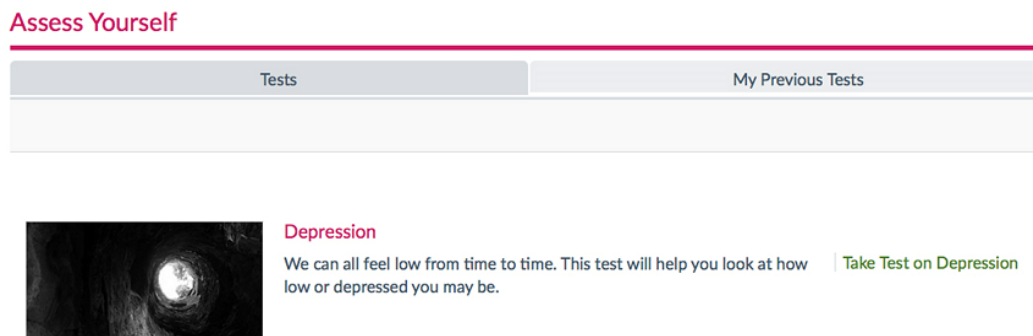 Assess Yourself
Tests
My Previous Tests
Depression
We can all feel low from time to time. This test will help you look at how
low or depressed you may be.
Take Test on Depression